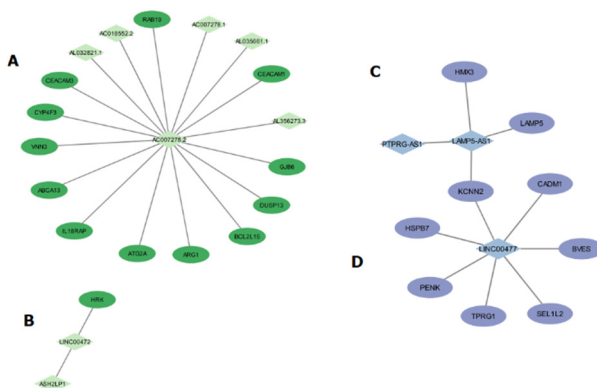 A
RAB19
AC007278.1
AC018552.2
AL035681.1
AL032821.1
CEACAM3
AL356273.3
CYP4F3
AC007278.2
VNN3
GJB6
ABCA13
DUSP13
IL18RAP
BCL2L15
ATG2A
ARG1
B
HRK
LINC00472
ASH2LP1
C
HMX3
LAMP5
PTPRG-AS1
LAMP5-AS1
KCNN2
CADM1
HSPB7
LINC00477
BVES
D
PENK
TPRG1
SEL1L2